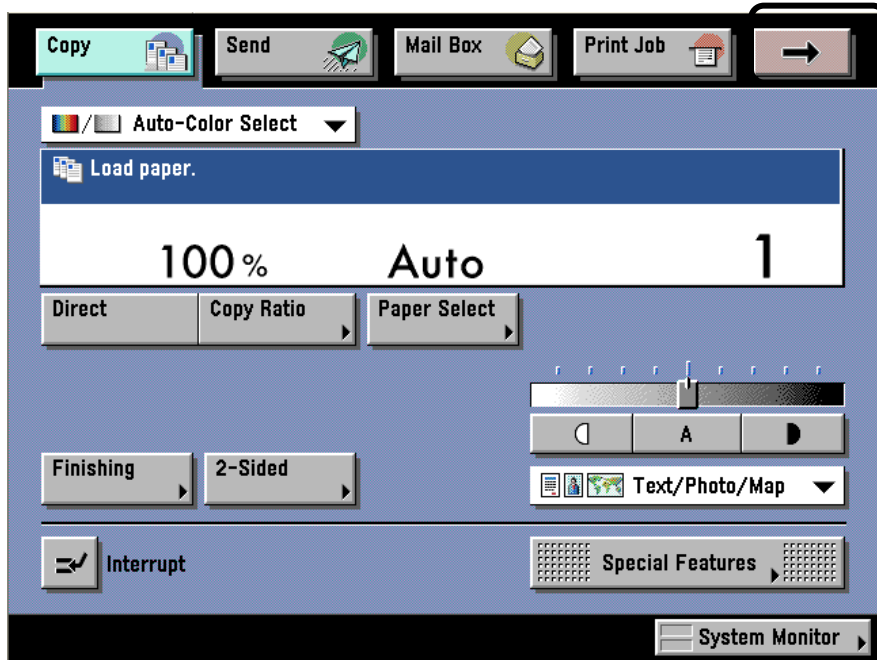 Copy
Send
Mail Box
Print Job
Auto-Color Select
Load paper.
100 % Auto 1
Direct
Copy Ratio
Paper Select
A
Finishing
2-Sided
Text/Photo/Map
Interrupt
Special Features
System Monitor